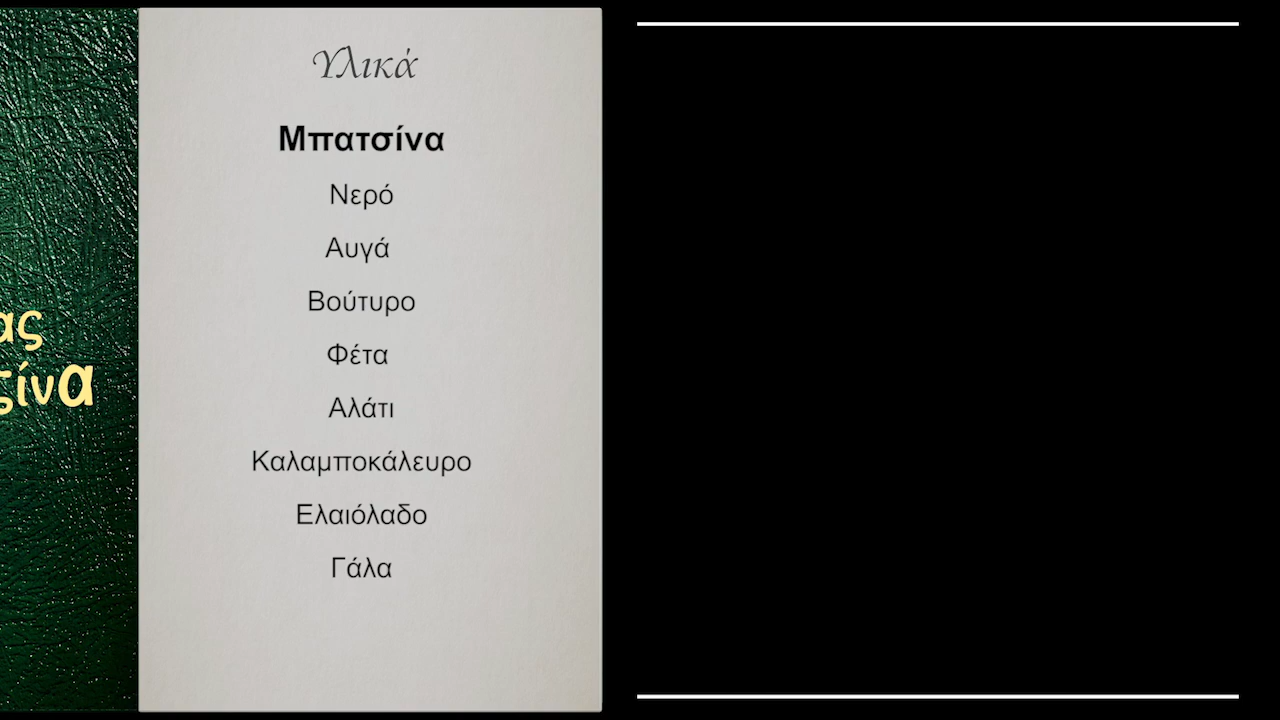 Υλικά
Μπατσίνα
Νερό
Αυγά
Βούτυρο
Φέτα
Αλάτι
Καλαμποκάλευρο
Ελαιόλαδο
Γάλα